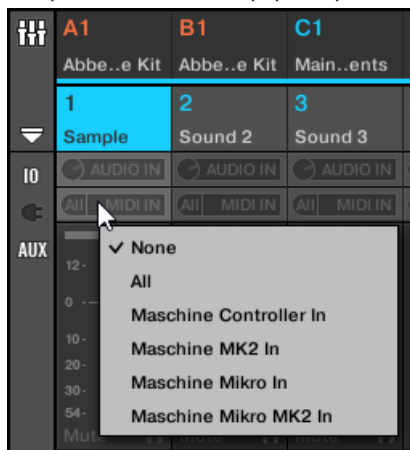 A1 B1 C1
Abbe..e Kit Abbe..e Kit Main..ents
1 2 3
Sample Sound 2 Sound 3
IO AUDIO IN AUDIO IN AUDIO IN
All MIDI IN All MIDI IN All MIDI IN
AUX
✓ None
All
Maschine Controller In
Maschine MK2 In
Maschine Mikro In
Maschine Mikro MK2 In
12-
0
10-
20-
30-
54-
Mute Mute Mute